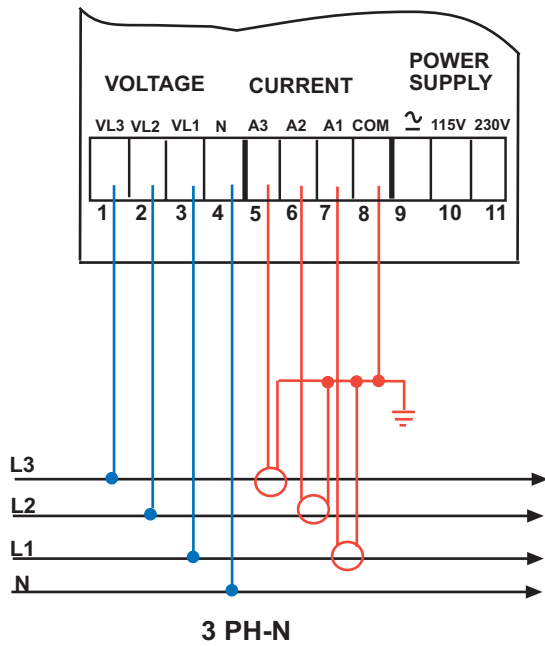 POWER
VOLTAGE CURRENT SUPPLY
VL3 VL2 VL1 N A3 A2 A1 COM 115V 230V
1 2 3 4 5 6 7 8 9 10 11
L3
L2
L1
N
3 PH-N